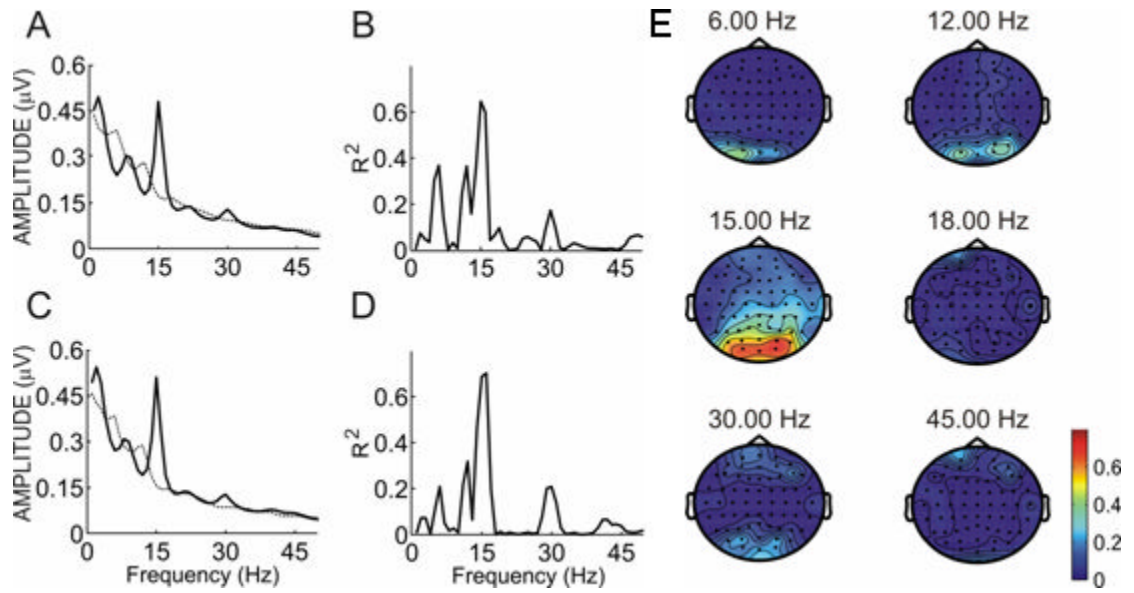 A
AMPLITUDE (μV)
0.6
0.45
0.3
0.15
0
0 15 30 45
B
R²
0.6
0.4
0.2
0
0 15 30 45
C
AMPLITUDE (μV)
0.6
0.45
0.3
0.15
0
0 15 30 45
Frequency (Hz)
D
R²
0.6
0.4
0.2
0
0 15 30 45
Frequency (Hz)
E
6.00 Hz
12.00 Hz
15.00 Hz
18.00 Hz
30.00 Hz
45.00 Hz
0.6
0.4
0.2
0